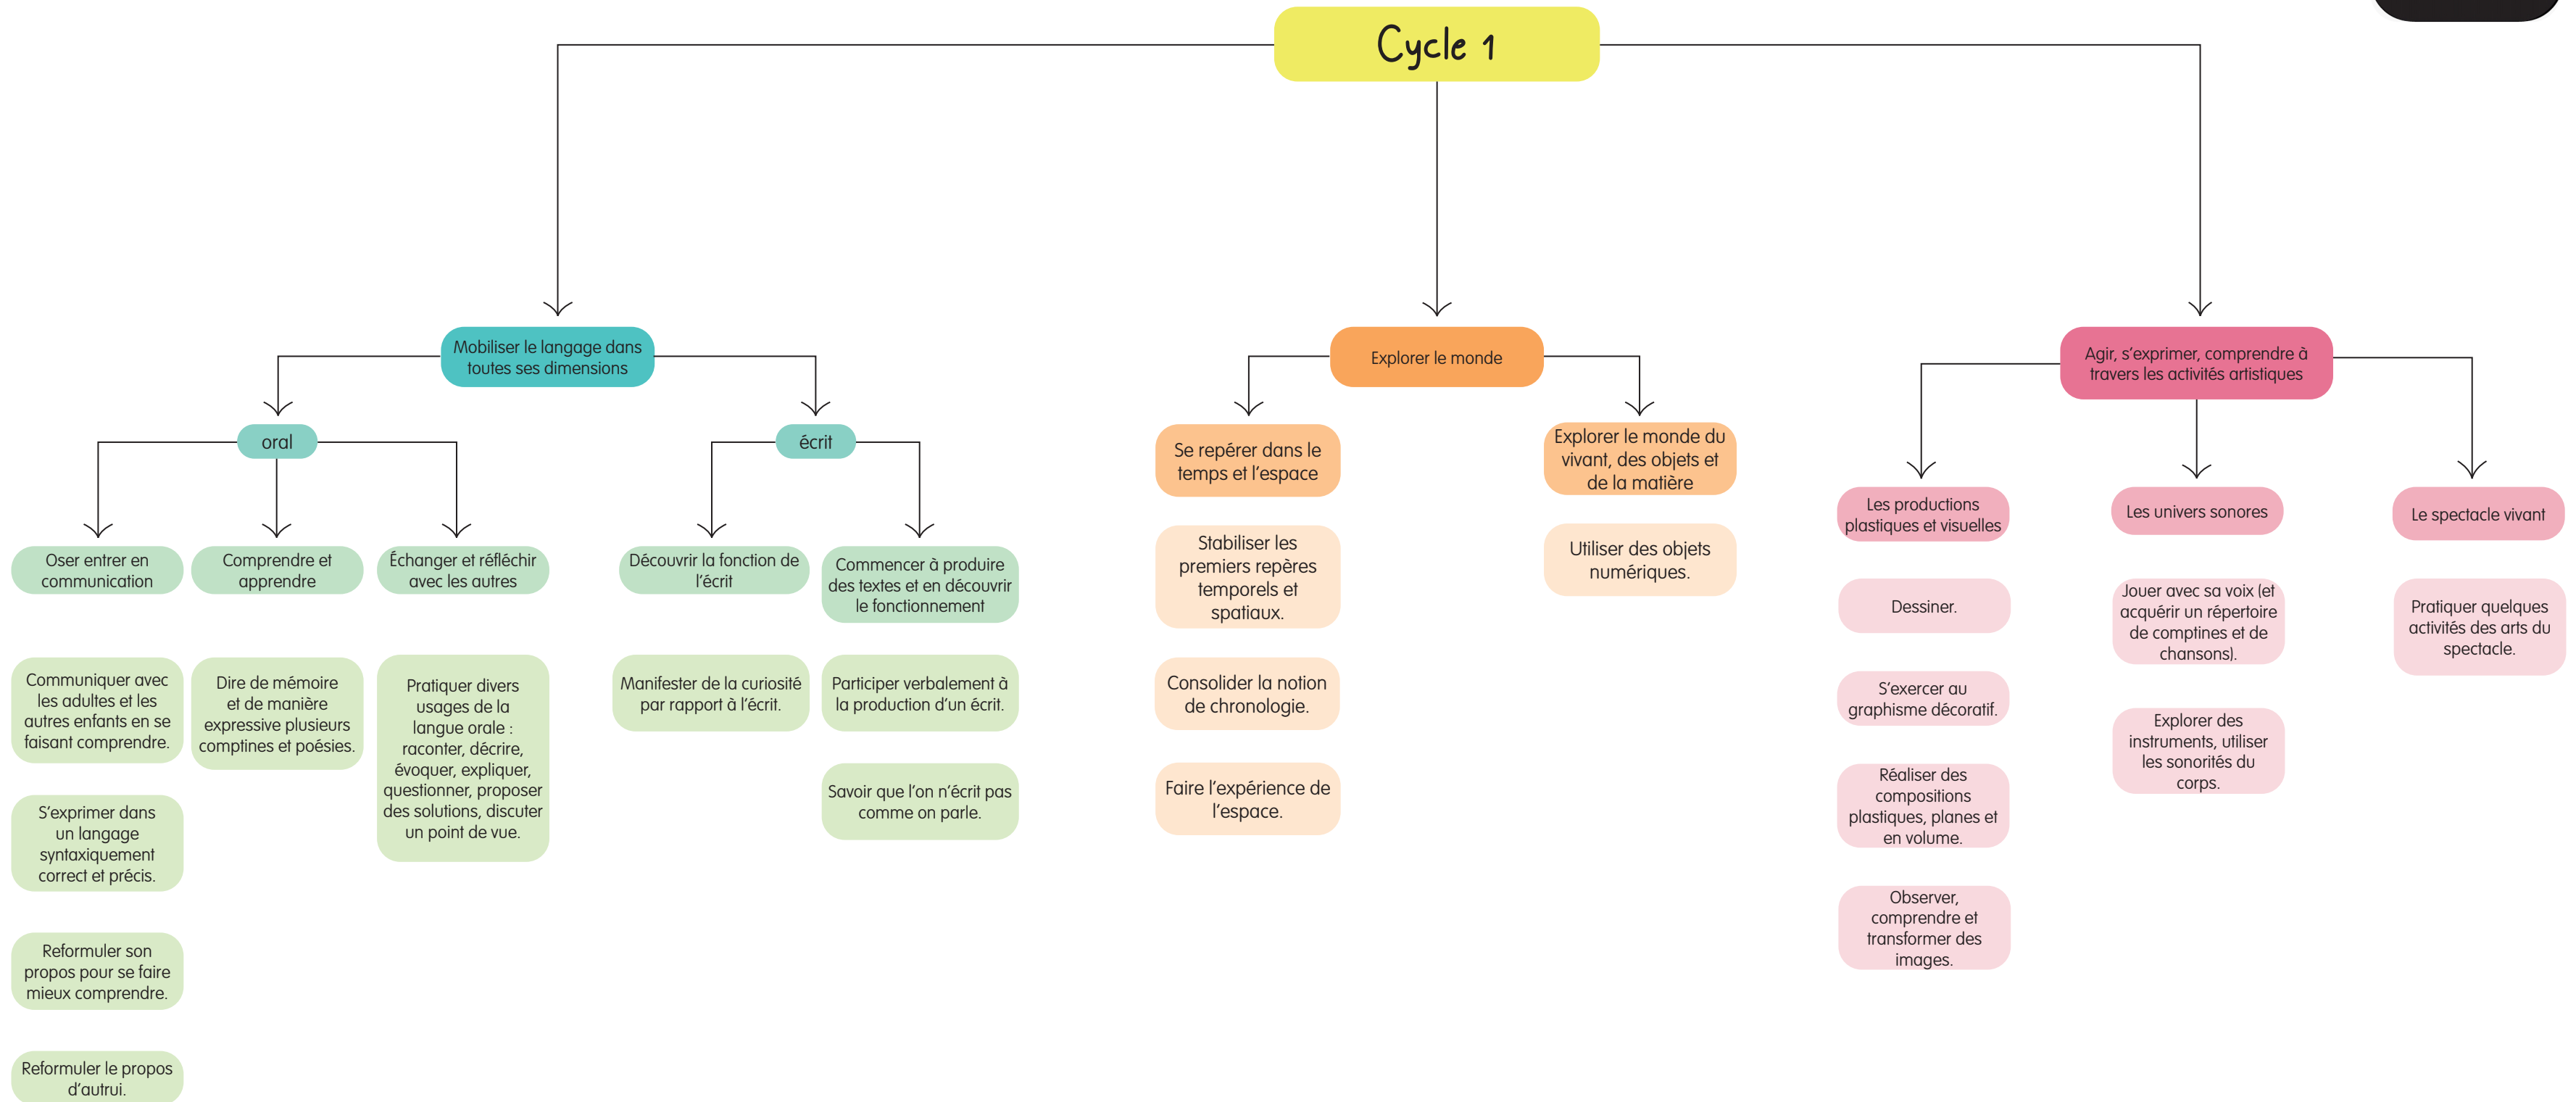 Cycle 1
Mobiliser le langage dans
toutes ses dimensions
Explorer le monde
Agir, s’exprimer, comprendre à
travers les activités artistiques
oral
écrit
Oser entrer en
communication
Comprendre et
apprendre
Échanger et réfléchir
avec les autres
Découvrir la fonction de
l’écrit
Commencer à produire
des textes et en découvrir
le fonctionnement
Communiquer avec
les adultes et les
autres enfants en se
faisant comprendre.
S’exprimer dans
un langage
syntaxiquement
correct et précis.
Reformuler son
propos pour se faire
mieux comprendre.
Reformuler le propos
d’autrui.
Dire de mémoire
et de manière
expressive plusieurs
comptines et poésies.
Pratiquer divers
usages de la
langue orale :
raconter, décrire,
évoquer, expliquer,
questionner, proposer
des solutions, discuter
un point de vue.
Manifester de la curiosité
par rapport à l’écrit.
Participer verbalement à
la production d’un écrit.
Savoir que l’on n’écrit pas
comme on parle.
Se repérer dans le
temps et l’espace
Stabiliser les
premiers repères
temporels et
spatiaux.
Consolider la notion
de chronologie.
Faire l’expérience de
l’espace.
Explorer le monde du
vivant, des objets et
de la matière
Utiliser des objets
numériques.
Les productions
plastiques et visuelles
Dessiner.
S’exercer au
graphisme décoratif.
Réaliser des
compositions
plastiques, planes et
en volume.
Observer,
comprendre et
transformer des
images.
Les univers sonores
Jouer avec sa voix (et
acquérir un répertoire
de comptines et de
chansons).
Explorer des
instruments, utiliser
les sonorités du
corps.
Le spectacle vivant
Pratiquer quelques
activités des arts du
spectacle.